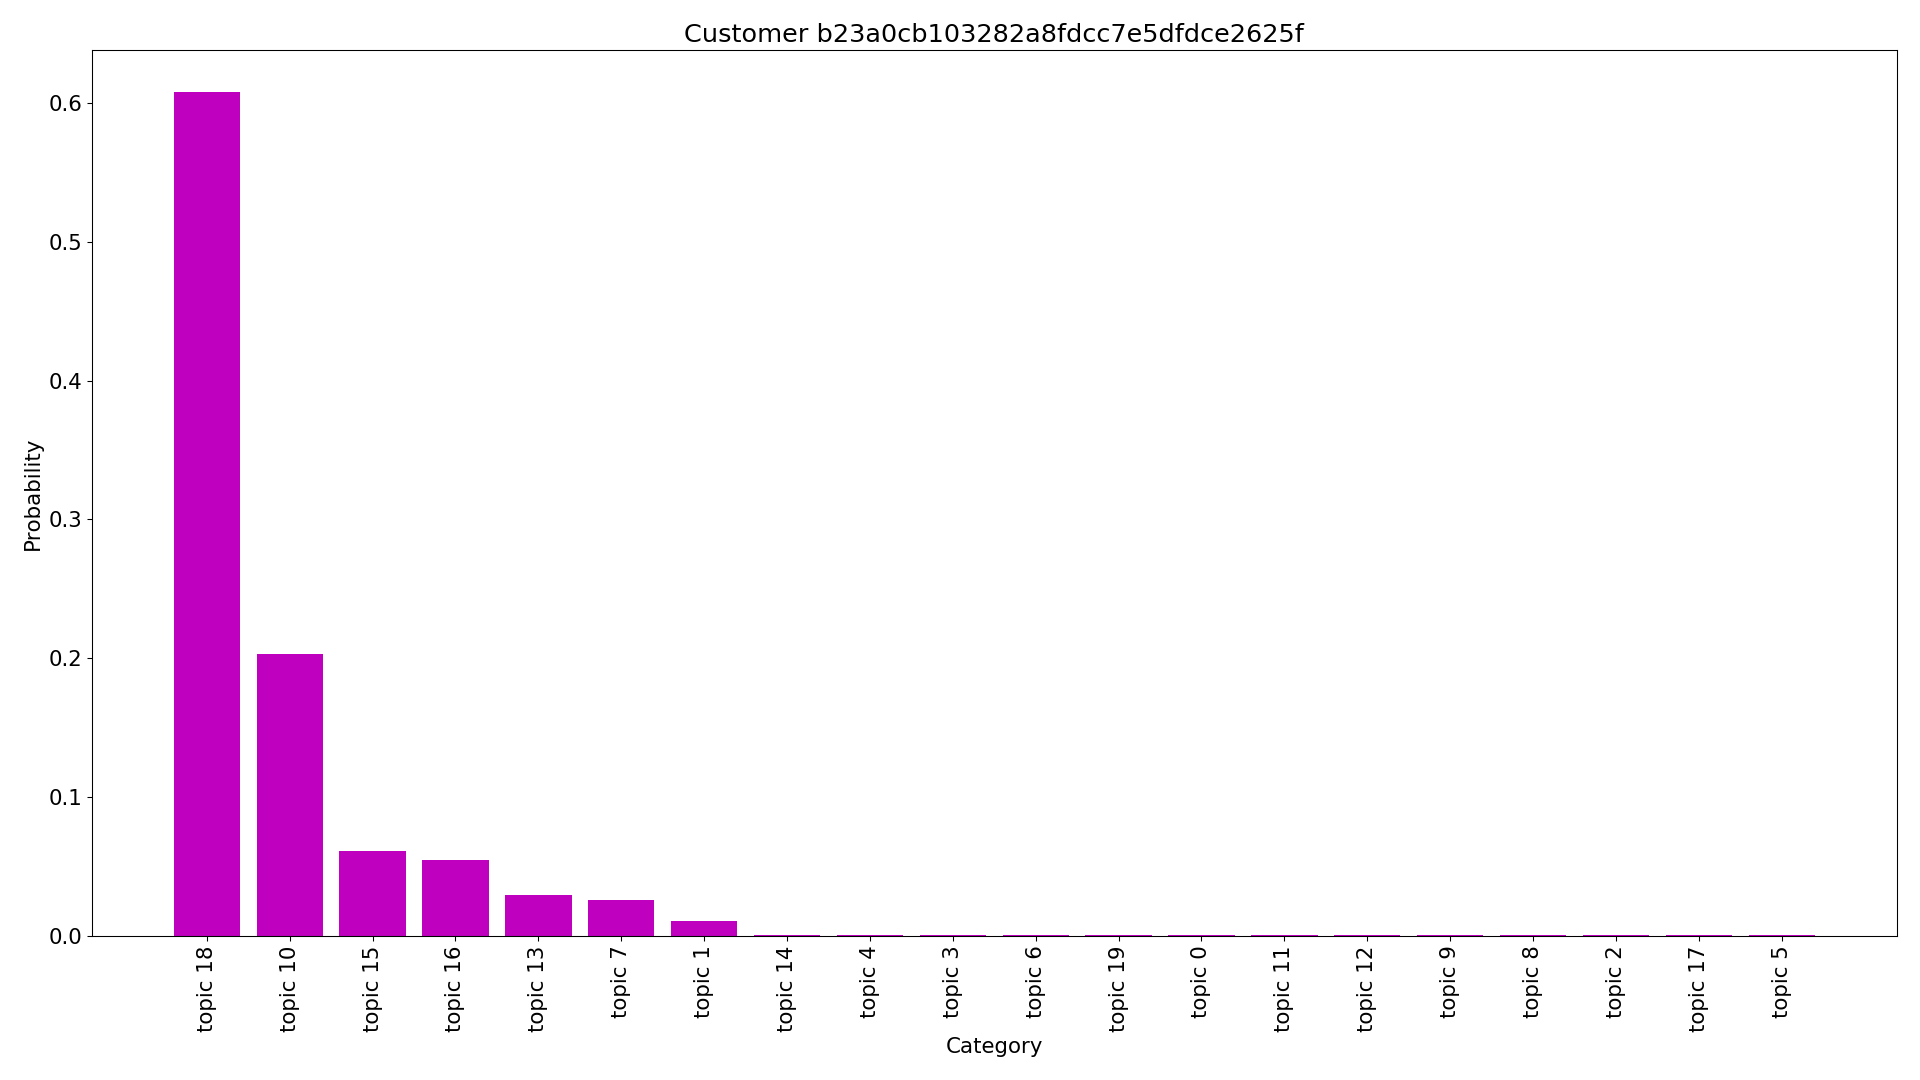 Customer b23a0cb103282a8fdcc7e5dfdce2625f
Probability
0.6
0.5
0.4
0.3
0.2
0.1
0.0
topic 18
topic 10
topic 15
topic 16
topic 13
topic 7
topic 1
topic 14
topic 4
topic 3
topic 6
topic 19
topic 0
topic 11
topic 12
topic 9
topic 8
topic 2
topic 17
topic 5
Category